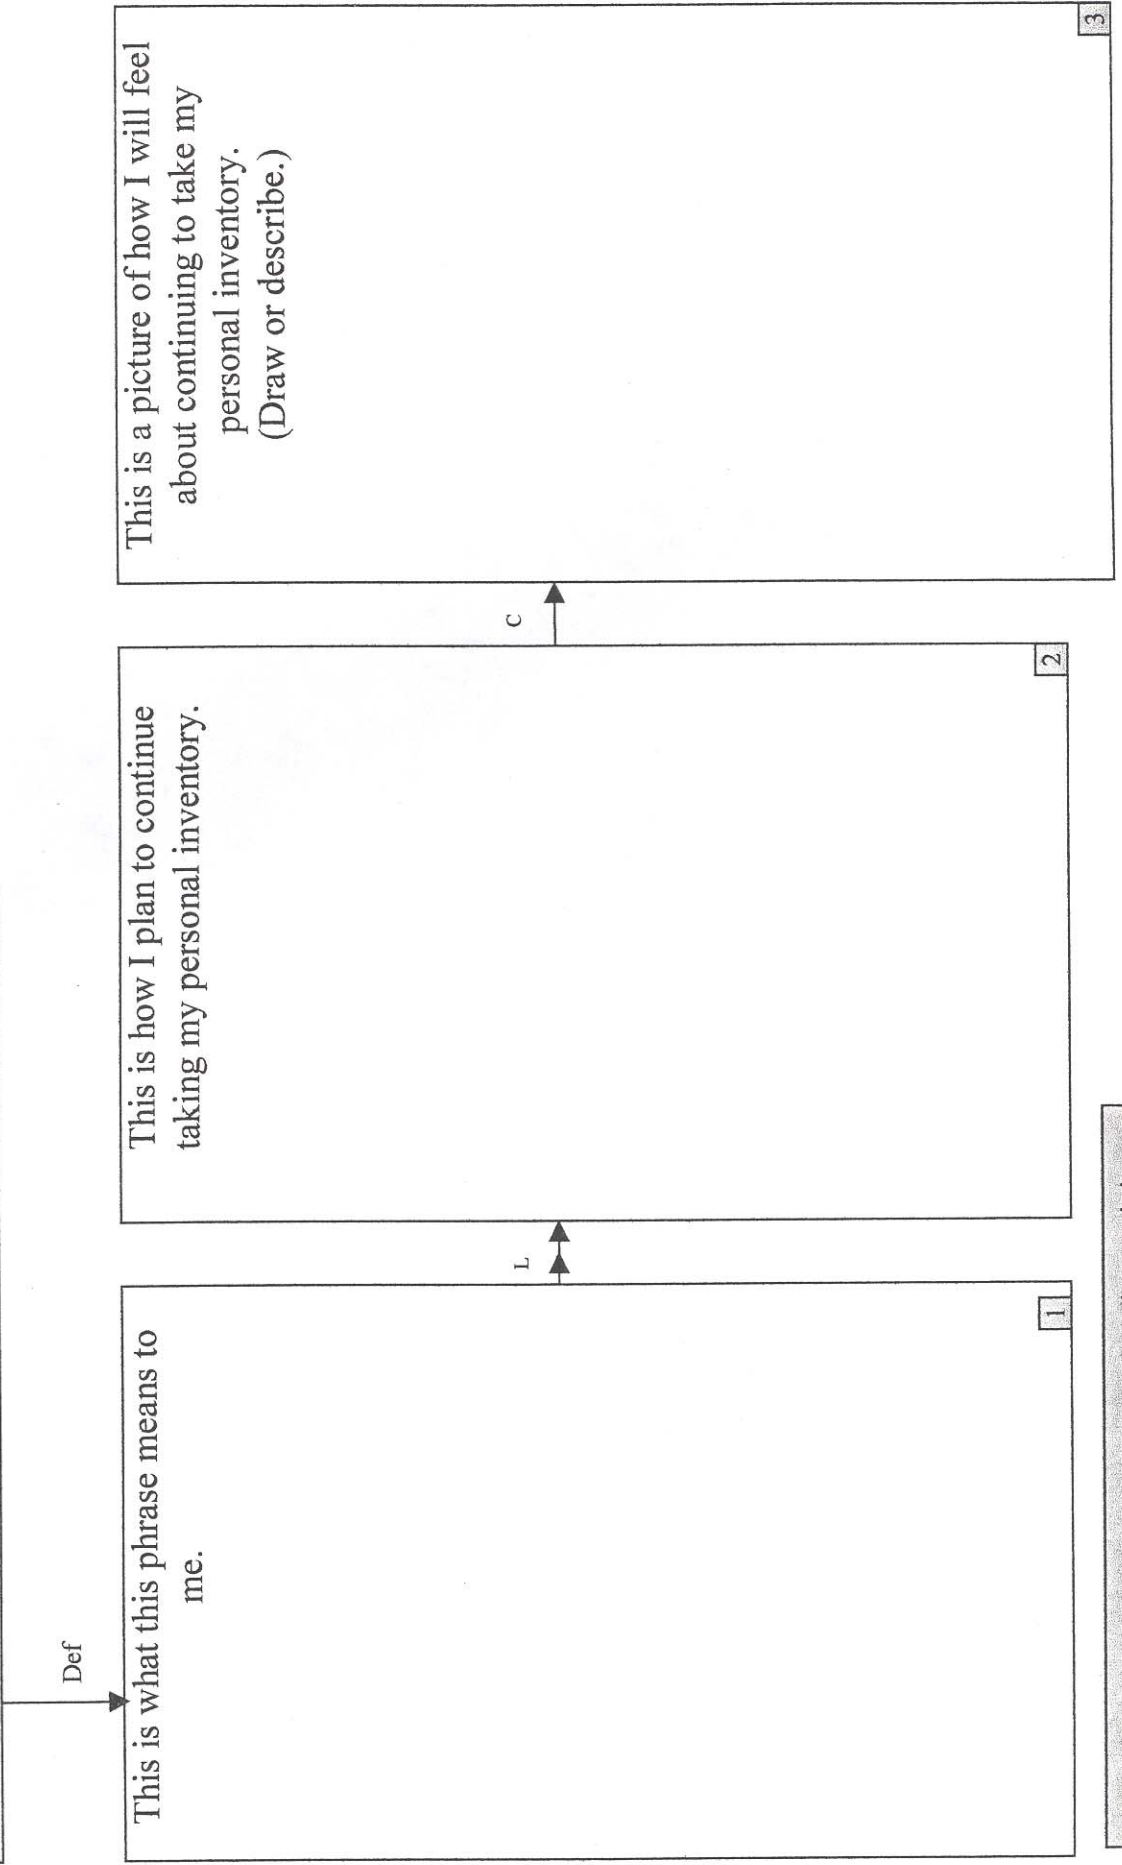 Def
This is what this phrase means to
me.
1
L
This is how I plan to continue
taking my personal inventory.
2
C
This is a picture of how I will feel
about continuing to take my
personal inventory.
(Draw or describe.)
3